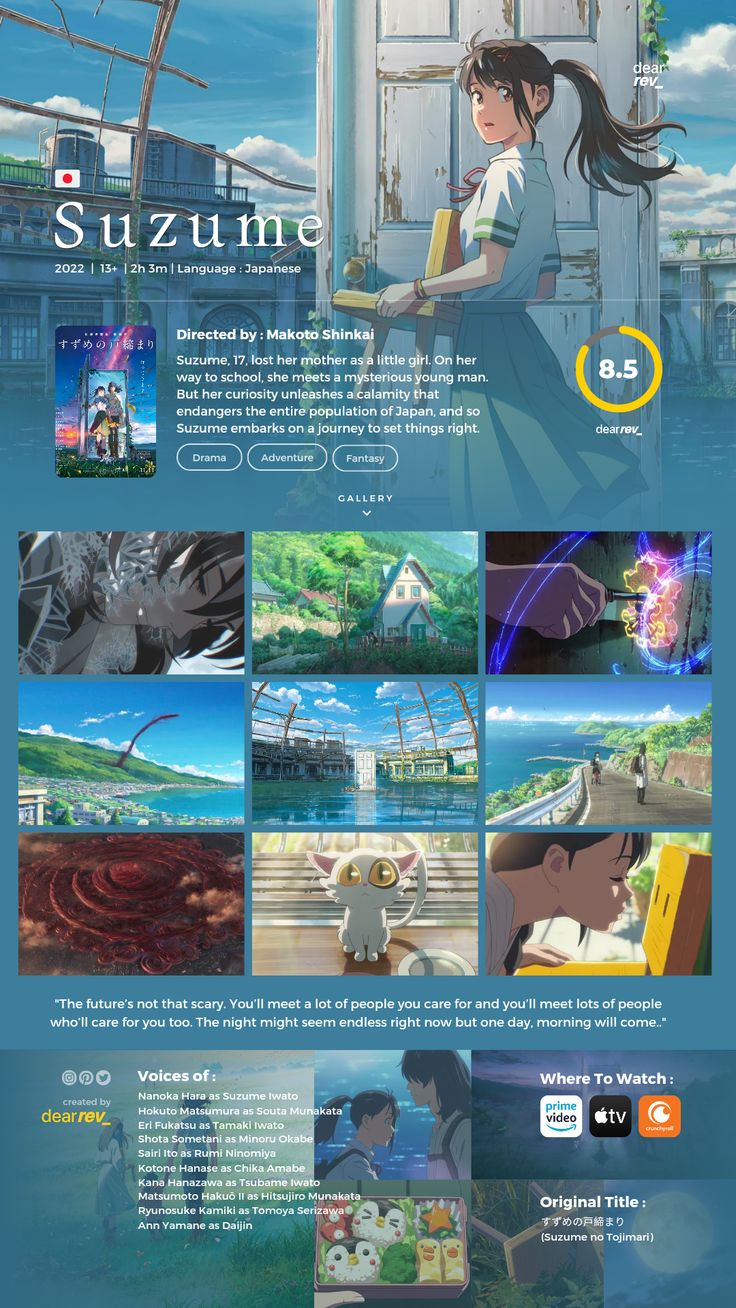 dear
rev_
Suzume
2022 | 13+ | 2h 3m | Language : Japanese
すずめの戸締まり
Directed by : Makoto Shinkai
Suzume, 17, lost her mother as a little girl. On her
way to school, she meets a mysterious young man.
But her curiosity unleashes a calamity that
endangers the entire population of Japan, and so
Suzume embarks on a journey to set things right.
Drama
Adventure
Fantasy
8.5
dearrev_
GALLERY
"The future's not that scary. You'll meet a lot of people you care for and you'll meet lots of people
who'll care for you too. The night might seem endless right now but one day, morning will come.."
created by
dearrev_
Voices of :
Nanoka Hara as Suzume Iwato
Hokuto Matsumura as Souta Munakata
Eri Fukatsu as Tamaki Iwato
Shota Sometani as Minoru Okabe
Sairi Ito as Rumi Ninomiya
Kotone Hanase as Chika Amabe
Kana Hanazawa as Tsubame Iwato
Matsumoto Hakuō II as Hitsujiro Munakata
Ryunosuke Kamiki as Tomoya Serizawa
Ann Yamane as Daijin
Where To Watch :
prime
video
tv
crunchyroll
Original Title :
すずめの戸締まり
(Suzume no Tojimari)